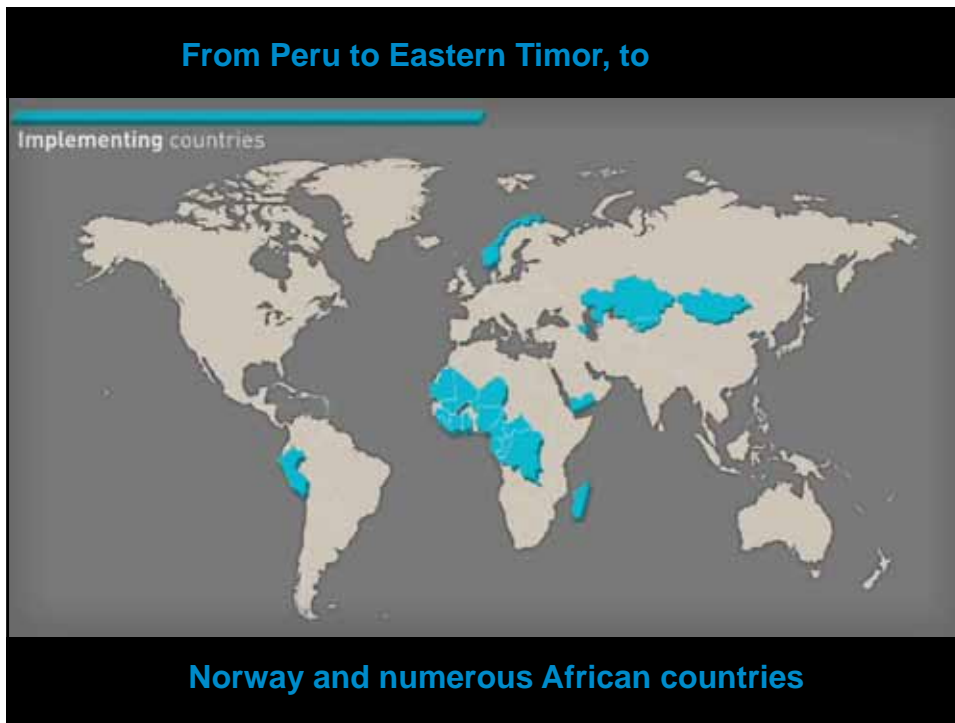 From Peru to Eastern Timor, to
Implementing countries
Norway and numerous African countries